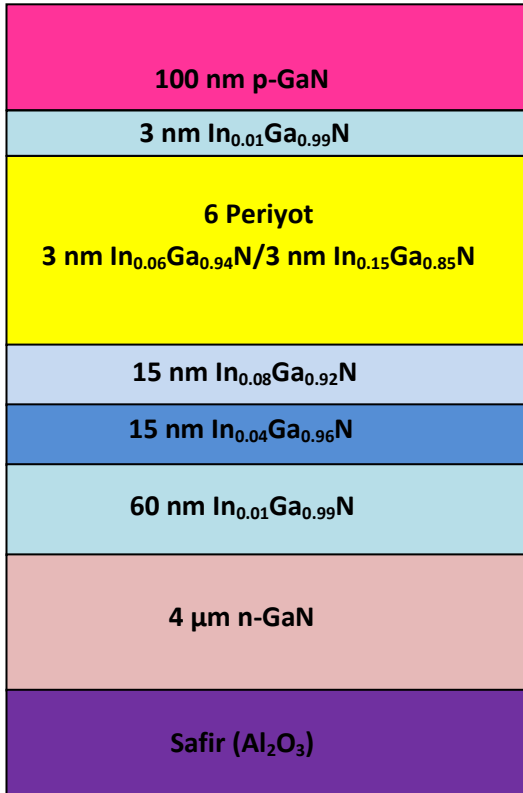 100 nm p-GaN
3 nm In₀.₀₁Ga₀.₉₉N
6 Periyot
3 nm In₀.₀₆Ga₀.₉₄N/3 nm In₀.₁₅Ga₀.₈₅N
15 nm In₀.₀₈Ga₀.₉₂N
15 nm In₀.₀₄Ga₀.₉₆N
60 nm In₀.₀₁Ga₀.₉₉N
4 µm n-GaN
Safir (Al₂O₃)